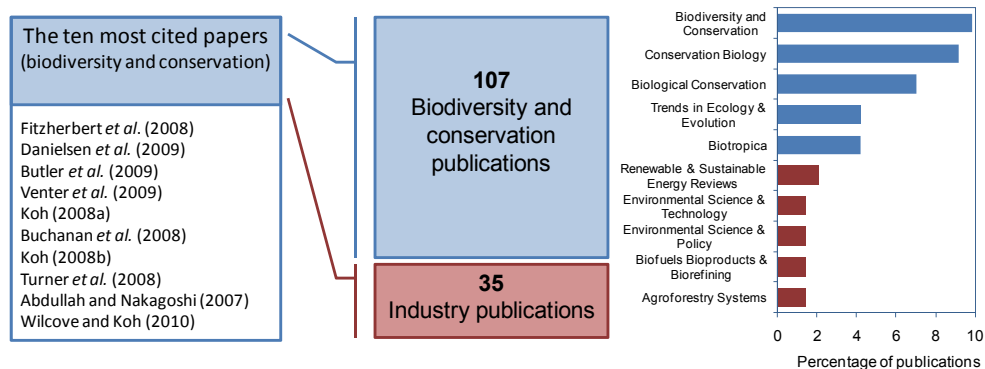 The ten most cited papers
(biodiversity and conservation)
Fitzherbert et al. (2008)
Danielsen et al. (2009)
Butler et al. (2009)
Venter et al. (2009)
Koh (2008a)
Buchanan et al. (2008)
Koh (2008b)
Turner et al. (2008)
Abdullah and Nakagoshi (2007)
Wilcove and Koh (2010)
107
Biodiversity and
conservation
publications
35
Industry publications
Biodiversity and
Conservation
Conservation Biology
Biological Conservation
Trends in Ecology &
Evolution
Biotropica
Renewable & Sustainable
Energy Reviews
Environmental Science &
Technology
Environmental Science &
Policy
Biofuels Bioproducts &
Biorefining
Agroforestry Systems
0 2 4 6 8 10
Percentage of publications